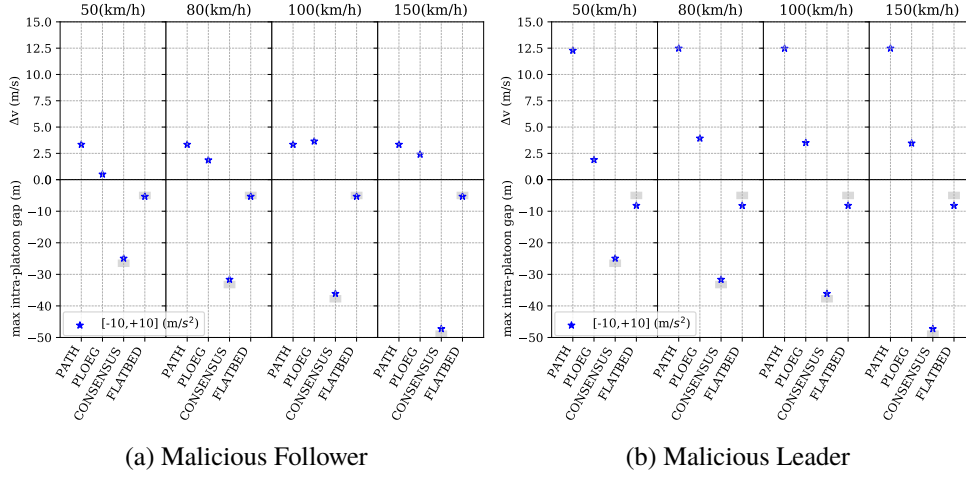 50(km/h) 80(km/h) 100(km/h) 150(km/h)
15.0
12.5
10.0
7.5
5.0
2.5
0.0
Δv (m/s)
0
−10
−20
−30
−40
−50
max intra-platoon gap (m)
[-10,+10] (m/s²)
PATH PLOEG CONSENSUS FLATBED PATH PLOEG CONSENSUS FLATBED PATH PLOEG CONSENSUS FLATBED PATH PLOEG CONSENSUS FLATBED
(a) Malicious Follower
50(km/h) 80(km/h) 100(km/h) 150(km/h)
15.0
12.5
10.0
7.5
5.0
2.5
0.0
Δv (m/s)
0
−10
−20
−30
−40
−50
max intra-platoon gap (m)
[-10,+10] (m/s²)
PATH PLOEG CONSENSUS FLATBED PATH PLOEG CONSENSUS FLATBED PATH PLOEG CONSENSUS FLATBED PATH PLOEG CONSENSUS FLATBED
(b) Malicious Leader